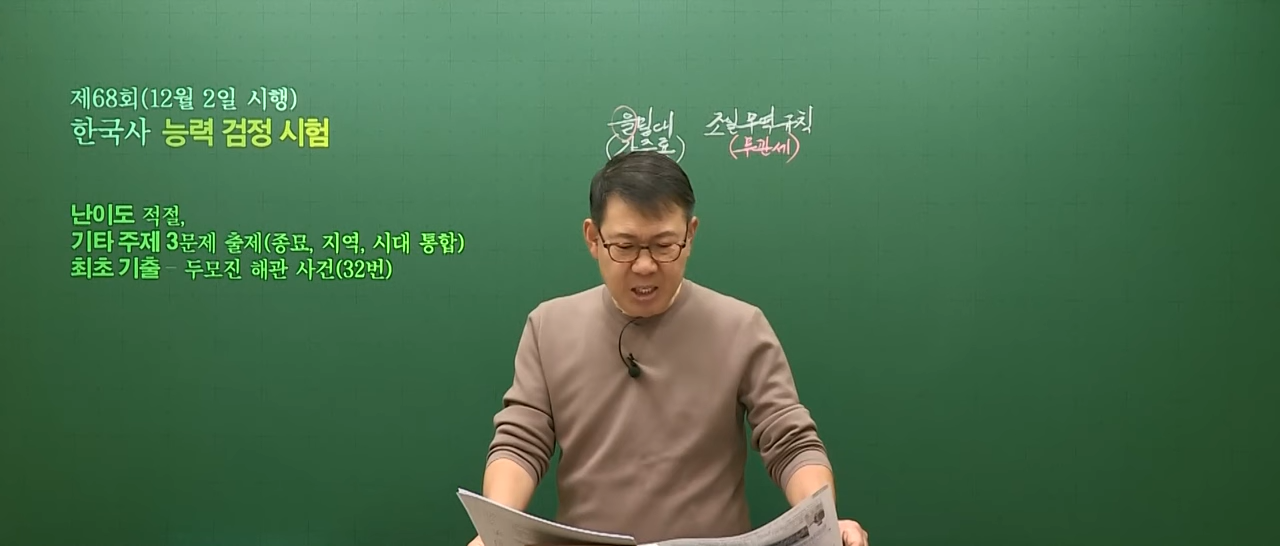 제68회(12월 2일 시행)
한국사 능력 검정 시험
난이도 적절,
기타 주제 3문제 출제(종묘, 지역, 시대 통합)
최초 기출 - 두모진 해관 사건(32번)
을밀대
조일 무역 규칙
(무관세)